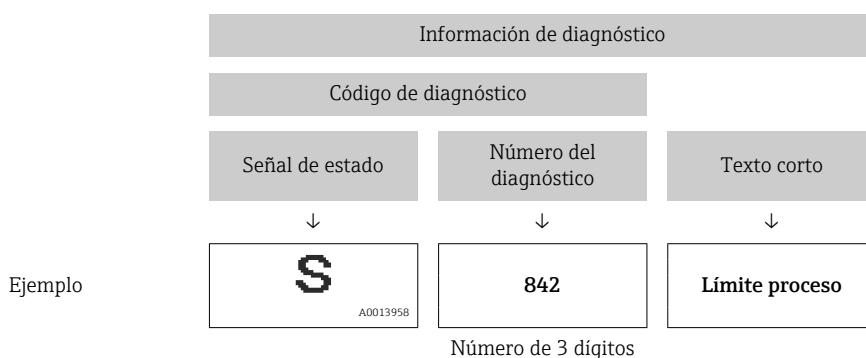 Información de diagnóstico
Código de diagnóstico
Señal de estado
Número del
diagnóstico
Texto corto
↓ ↓ ↓
Ejemplo
S
A0013958
842
Límite proceso
Número de 3 dígitos